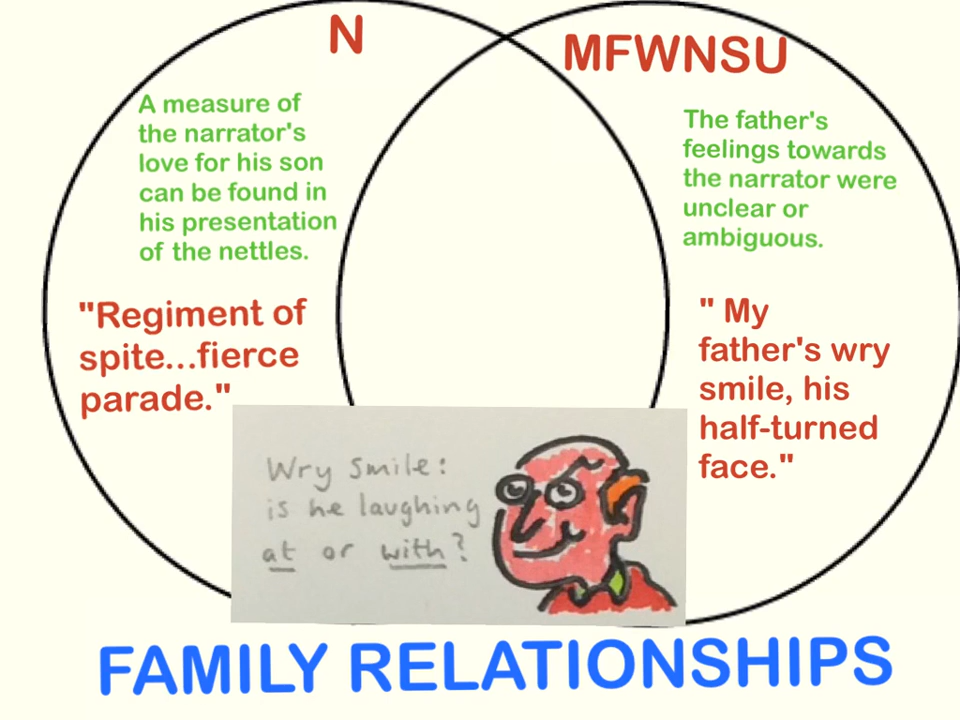 N
A measure of
the narrator's
love for his son
can be found in
his presentation
of the nettles.
"Regiment of
spite...fierce
parade."
MFWNSU
The father's
feelings towards
the narrator were
unclear or
ambiguous.
" My
father's wry
smile, his
half-turned
face."
Wry smile:
is he laughing
at or with?
FAMILY RELATIONSHIPS